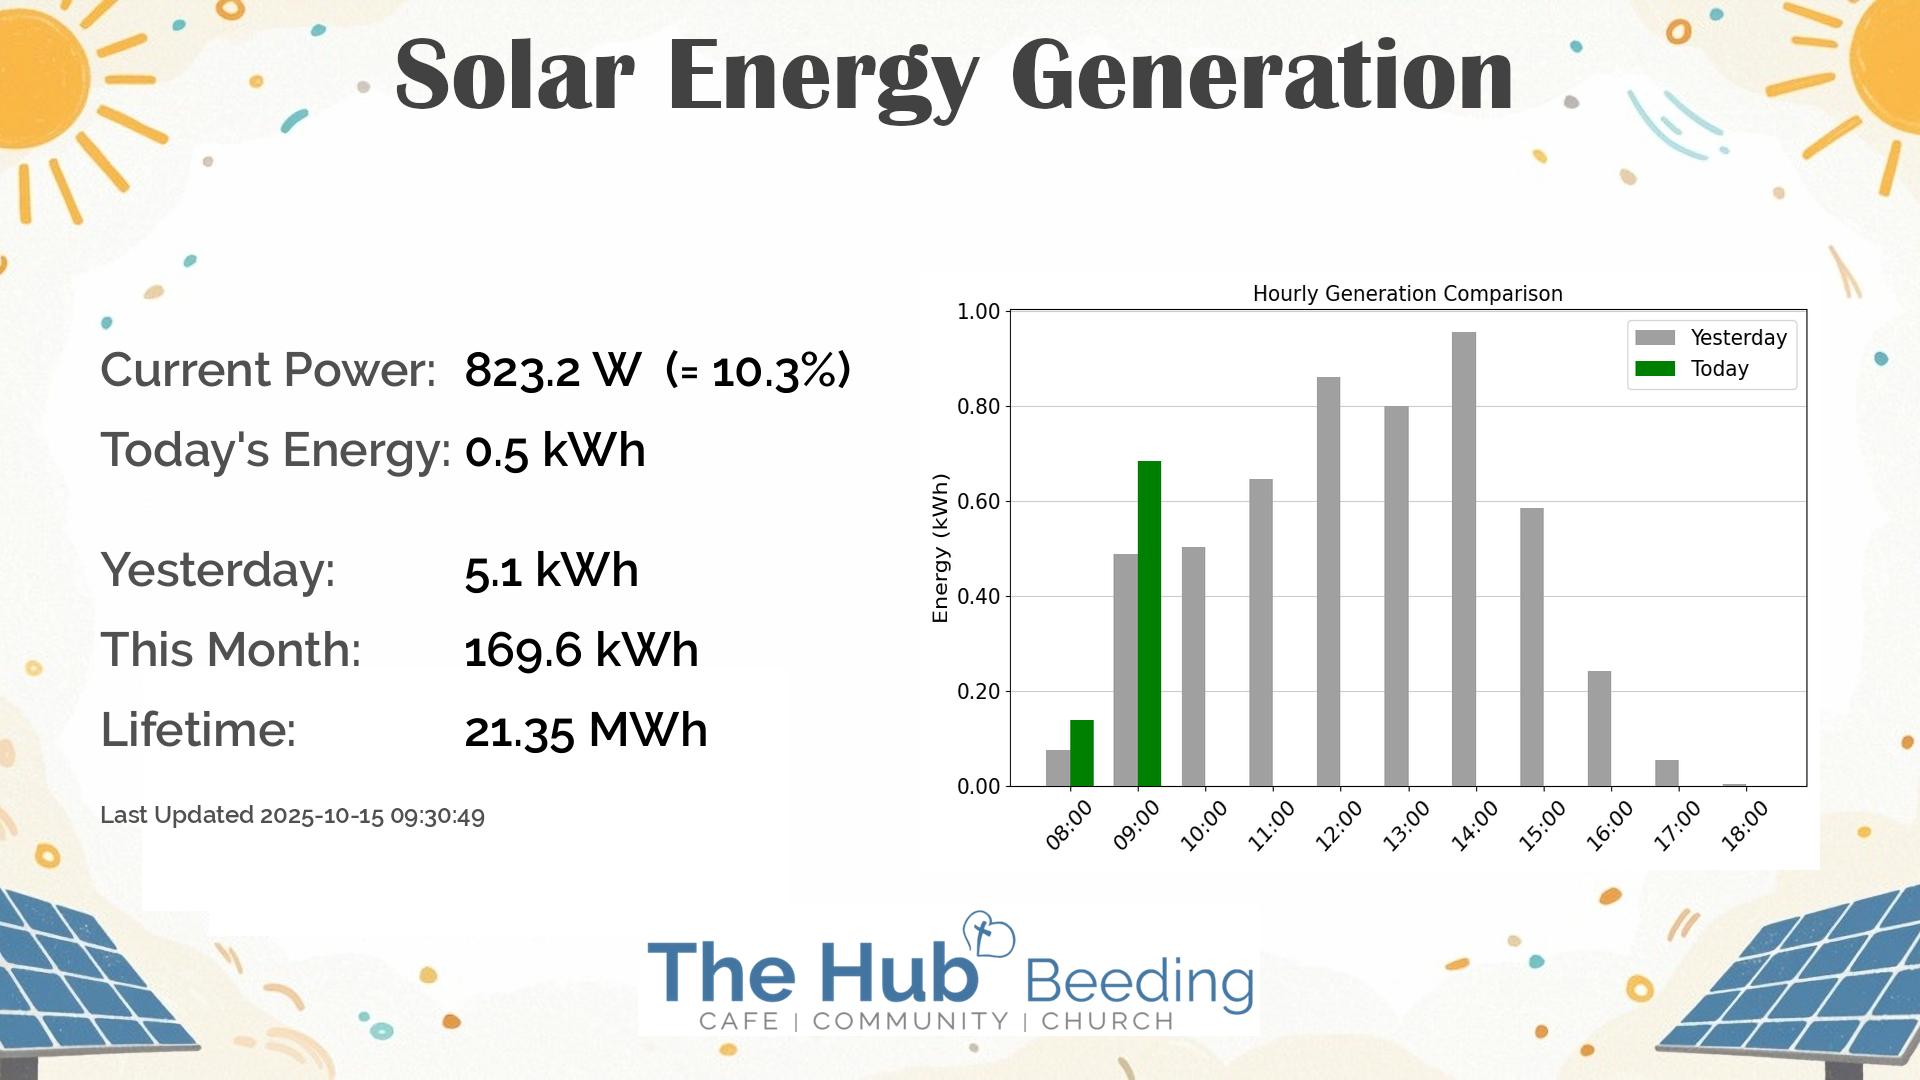 Solar Energy Generation
Current Power: 823.2 W (= 10.3%)
Today's Energy: 0.5 kWh
Yesterday: 5.1 kWh
This Month: 169.6 kWh
Lifetime: 21.35 MWh
Last Updated 2025-10-15 09:30:49
Hourly Generation Comparison
Yesterday
Today
Energy (kWh)
1.00
0.80
0.60
0.40
0.20
0.00
08:00 09:00 10:00 11:00 12:00 13:00 14:00 15:00 16:00 17:00 18:00
The Hub Beeding
CAFE | COMMUNITY | CHURCH